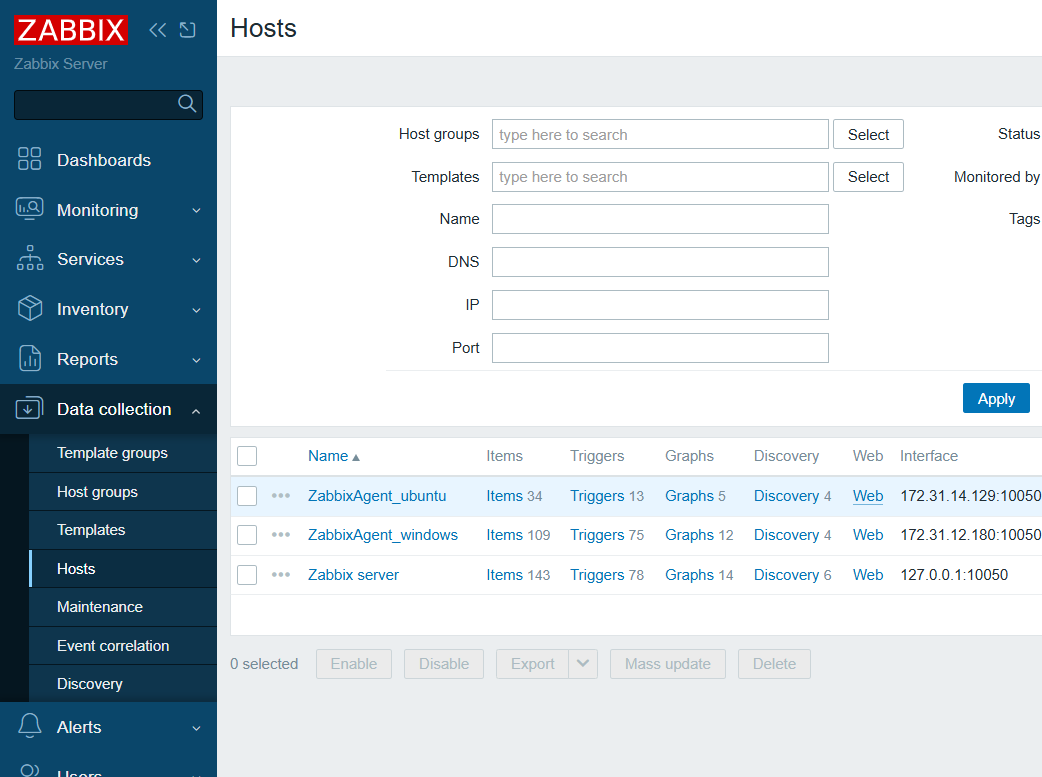 ZABBIX
Zabbix Server
Dashboards
Monitoring
Services
Inventory
Reports
Data collection
Template groups
Host groups
Templates
Hosts
Maintenance
Event correlation
Discovery
Alerts
Users
Hosts
Host groups type here to search Select Status
Templates type here to search Select Monitored by
Name Tags
DNS
IP
Port
Apply
Name Items Triggers Graphs Discovery Web Interface
ZabbixAgent_ubuntu Items 34 Triggers 13 Graphs 5 Discovery 4 Web 172.31.14.129:10050
ZabbixAgent_windows Items 109 Triggers 75 Graphs 12 Discovery 4 Web 172.31.12.180:10050
Zabbix server Items 143 Triggers 78 Graphs 14 Discovery 6 Web 127.0.0.1:10050
0 selected Enable Disable Export Mass update Delete